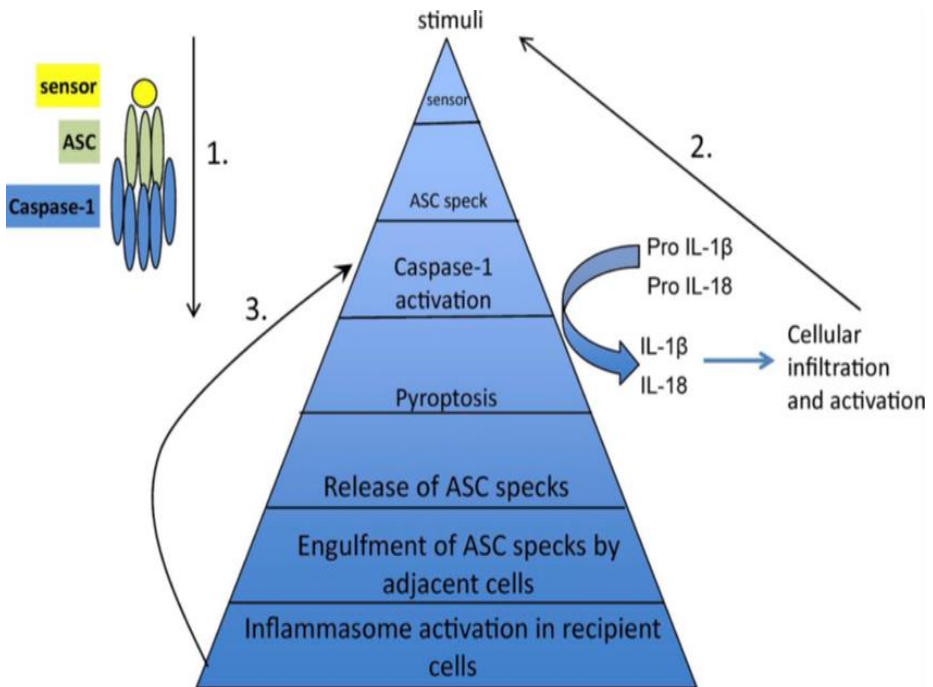 stimuli
sensor
ASC
Caspase-1
1.
sensor
2.
ASC speck
Caspase-1
activation
Pro IL-1β
Pro IL-18
3.
IL-1β
IL-18
Cellular
infiltration
and activation
Pyroptosis
Release of ASC specks
Engulfment of ASC specks by
adjacent cells
Inflammasome activation in recipient
cells